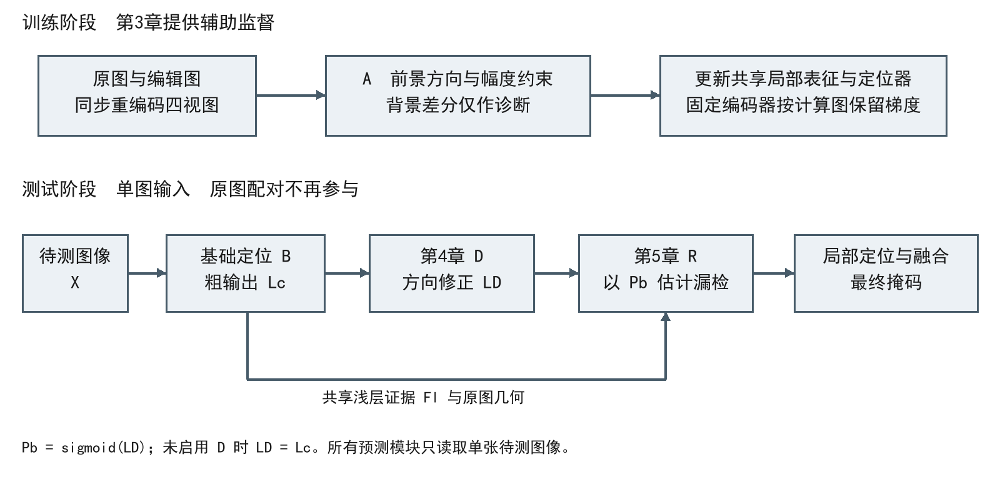 训练阶段 第3章提供辅助监督
原图与编辑图
同步重编码四视图
A 前景方向与幅度约束
背景差分仅作诊断
更新共享局部表征与定位器
固定编码器按计算图保留梯度
测试阶段 单图输入 原图配对不再参与
待测图像
X
基础定位 B
粗输出 Lc
第4章 D
方向修正 LD
第5章 R
以 Pb 估计漏检
局部定位与融合
最终掩码
共享浅层证据 Fl 与原图几何
Pb = sigmoid(LD)；未启用 D 时 LD = Lc。所有预测模块只读取单张待测图像。